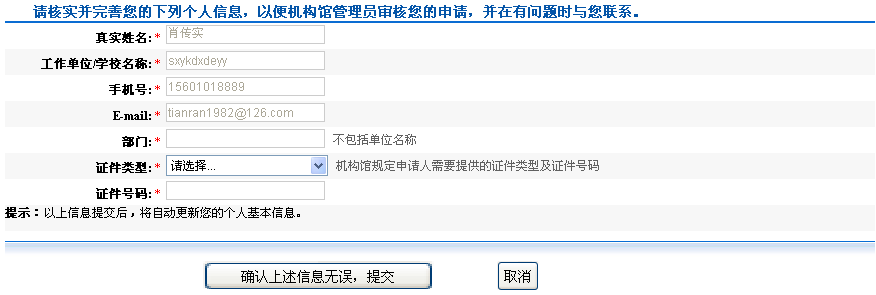 请核实并完善您的下列个人信息，以便机构馆管理员审核您的申请，并在有问题时与您联系。
真实姓名: * 肖传实
工作单位/学校名称: * sxykdxdeyy
手机号: * 15601018889
E-mail: * tianran1982@126.com
部门: * 不包括单位名称
证件类型: * 请选择... 机构馆规定申请人需要提供的证件类型及证件号码
证件号码: *
提示：以上信息提交后，将自动更新您的个人基本信息。
确认上述信息无误，提交 取消